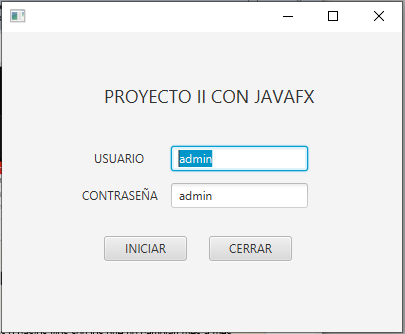 PROYECTO II CON JAVAFX
USUARIO admin
CONTRASEÑA admin
INICIAR CERRAR